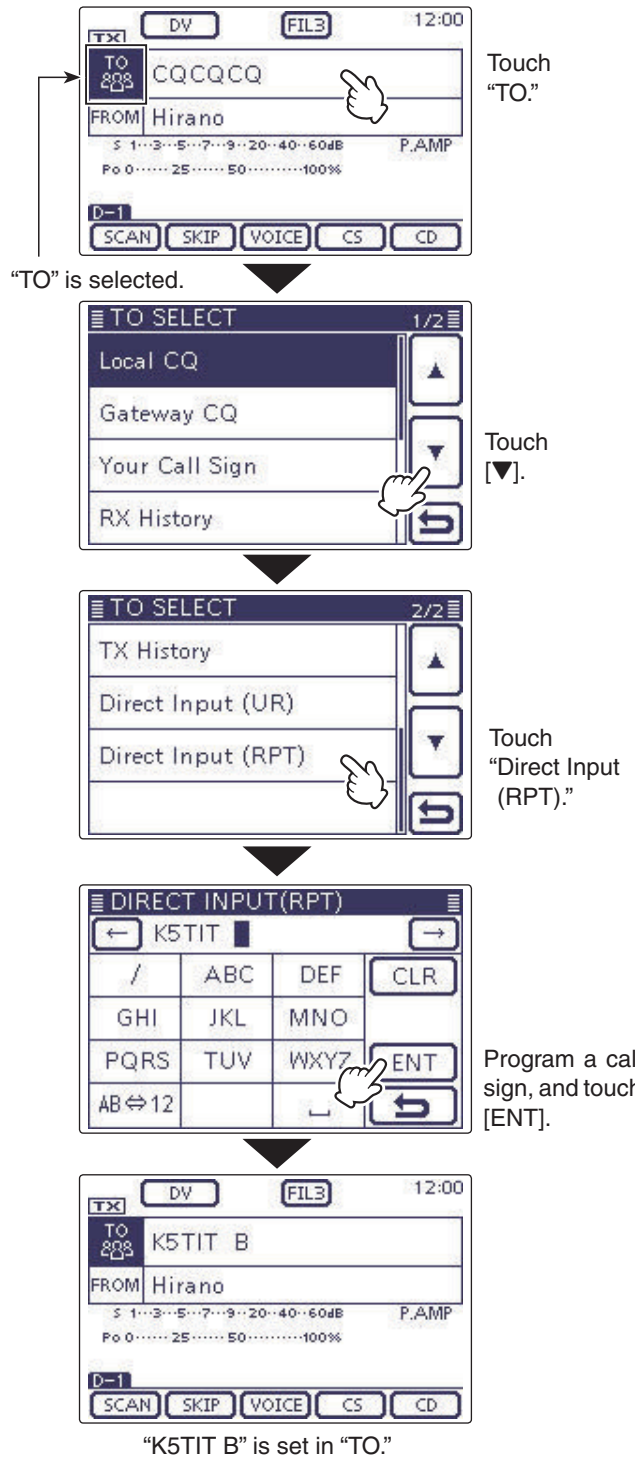 DV FIL3 12:00
TX
TO CQCQCQ
Touch
“TO.”
FROM Hirano
S 1···3···5···7···9··20··40··60dB P.AMP
Po 0······25······50·········100%
D-1
SCAN SKIP VOICE CS CD
“TO” is selected.
TO SELECT 1/2
Local CQ
▲
Gateway CQ
Your Call Sign
▼
Touch
[▼].
RX History
TO SELECT 2/2
TX History
▲
Direct Input (UR)
Direct Input (RPT)
▼
Touch
“Direct Input
(RPT).”
DIRECT INPUT(RPT)
← K5TIT →
/ ABC DEF CLR
GHI JKL MNO
PQRS TUV WXYZ ENT
AB⇔12 ␣
Program a cal
sign, and touch
[ENT].
DV FIL3 12:00
TX
TO K5TIT B
FROM Hirano
S 1···3···5···7···9··20··40··60dB P.AMP
Po 0······25······50·········100%
D-1
SCAN SKIP VOICE CS CD
“K5TIT B” is set in “TO.”